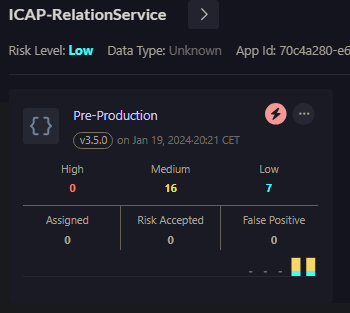 ICAP-RelationService >
Risk Level: Low Data Type: Unknown App Id: 70c4a280-e6
{} Pre-Production
v3.5.0 on Jan 19, 2024-20:21 CET
High Medium Low
0 16 7
Assigned Risk Accepted False Positive
0 0 0
- - -